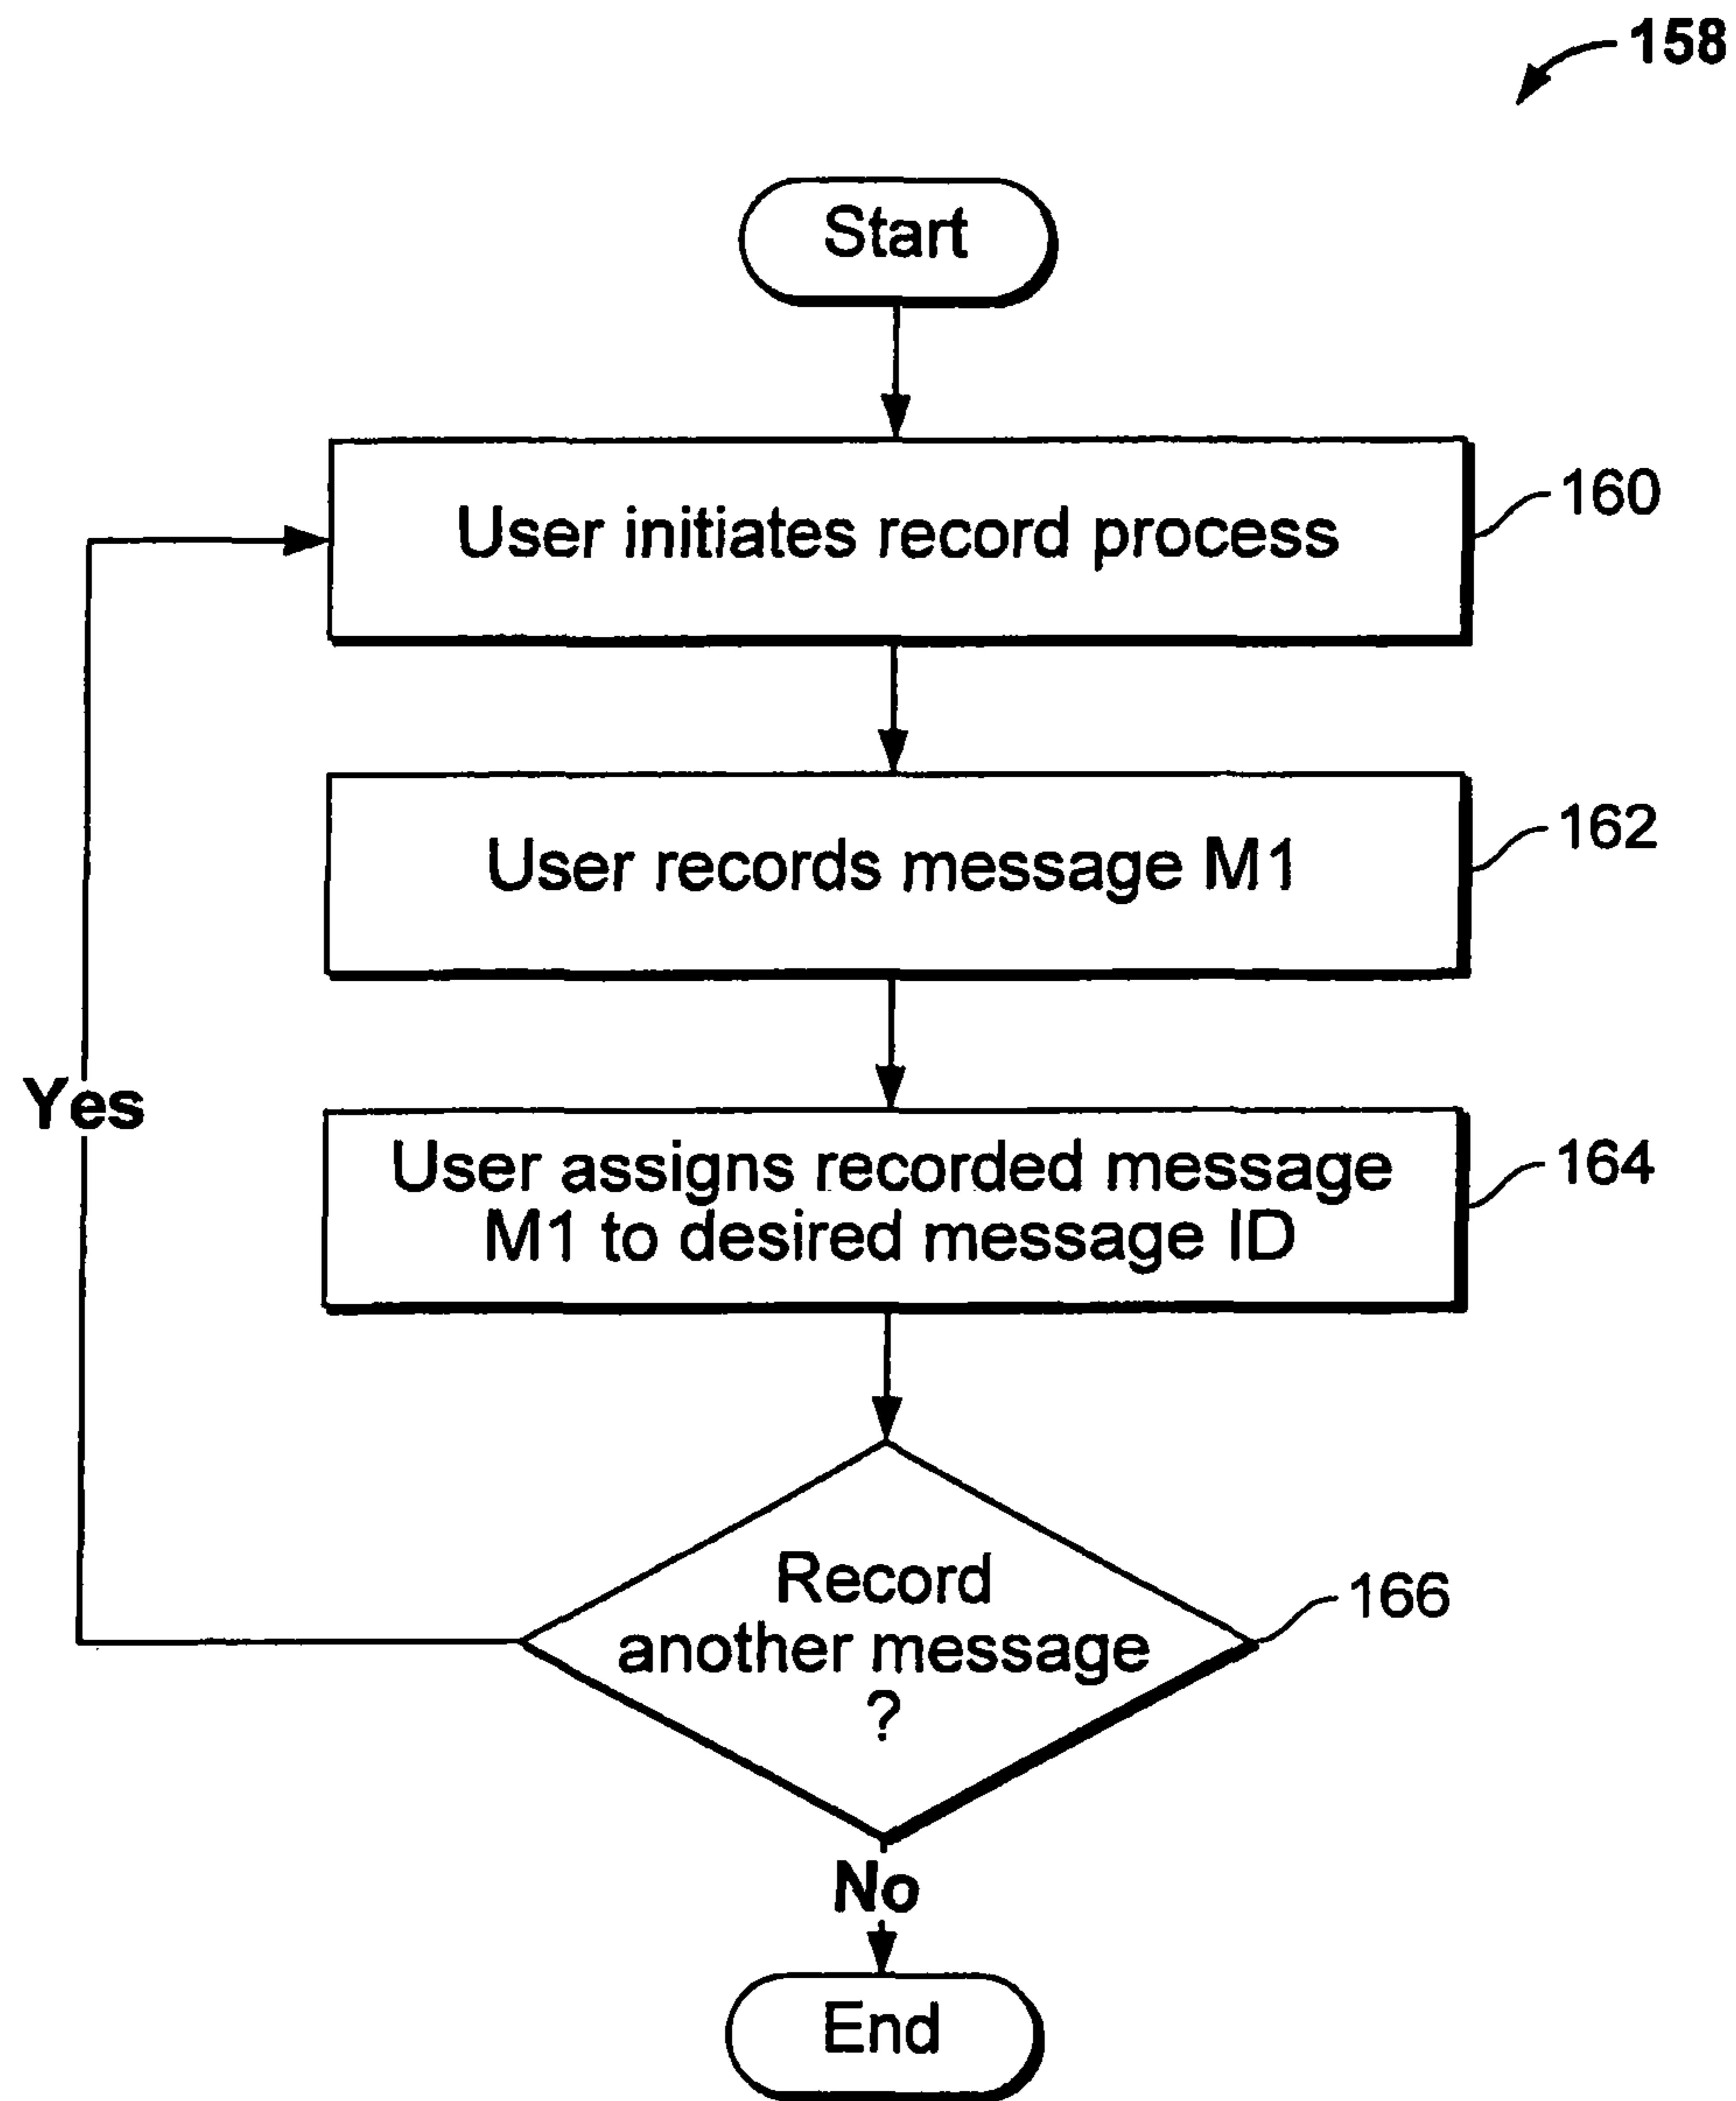 158
Start
User initiates record process
160
User records message M1
162
Yes
User assigns recorded message
M1 to desired message ID
164
Record
another message
?
166
No
End